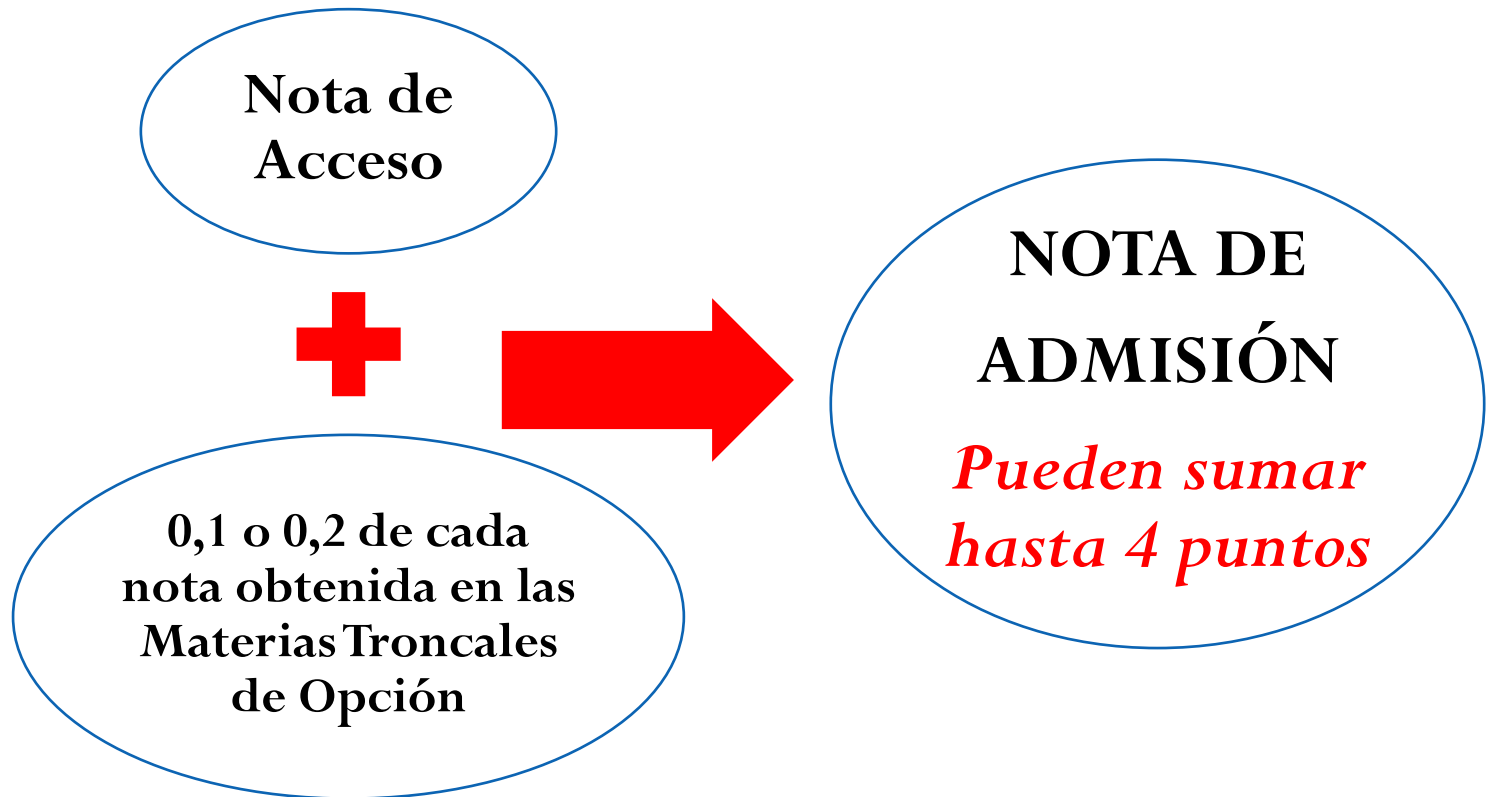 Nota de
Acceso
0,1 o 0,2 de cada
nota obtenida en las
Materias Troncales
de Opción
NOTA DE
ADMISIÓN
Pueden sumar
hasta 4 puntos